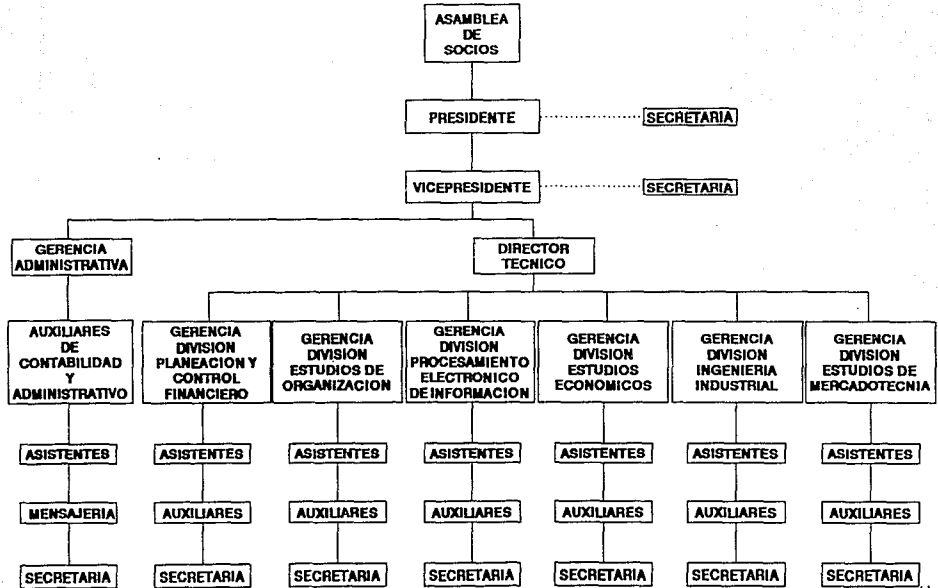 ASAMBLEA
DE
SOCIOS
PRESIDENTE
SECRETARIA
VICEPRESIDENTE
SECRETARIA
GERENCIA
ADMINISTRATIVA
DIRECTOR
TECNICO
AUXILIARES
DE
CONTABILIDAD
Y
ADMINISTRATIVO
GERENCIA
DIVISION
PLANEACION Y
CONTROL
FINANCIERO
GERENCIA
DIVISION
ESTUDIOS DE
ORGANIZACION
GERENCIA
DIVISION
PROCESAMIENTO
ELECTRONICO
DE INFORMACION
GERENCIA
DIVISION
ESTUDIOS
ECONOMICOS
GERENCIA
DIVISION
INGENIERIA
INDUSTRIAL
GERENCIA
DIVISION
ESTUDIOS DE
MERCADOTECNIA
ASISTENTES
ASISTENTES
ASISTENTES
ASISTENTES
ASISTENTES
ASISTENTES
ASISTENTES
MENSAJERIA
AUXILIARES
AUXILIARES
AUXILIARES
AUXILIARES
AUXILIARES
AUXILIARES
SECRETARIA
SECRETARIA
SECRETARIA
SECRETARIA
SECRETARIA
SECRETARIA
SECRETARIA